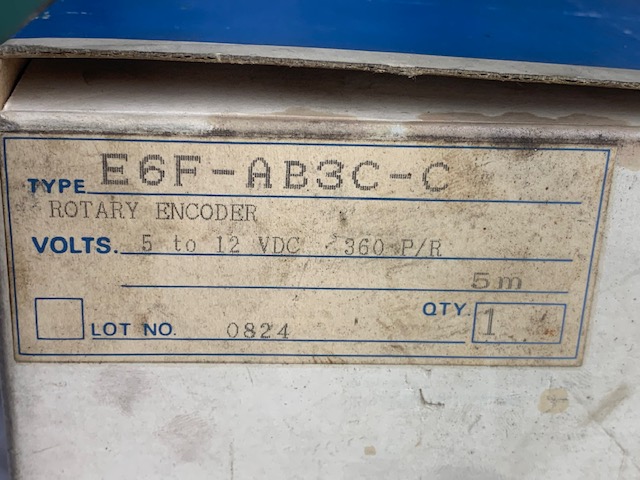 TYPE E6F-AB3C-C
ROTARY ENCODER
VOLTS. 5 to 12 VDC 360 P/R
5m
LOT NO. 0824 QTY. 1